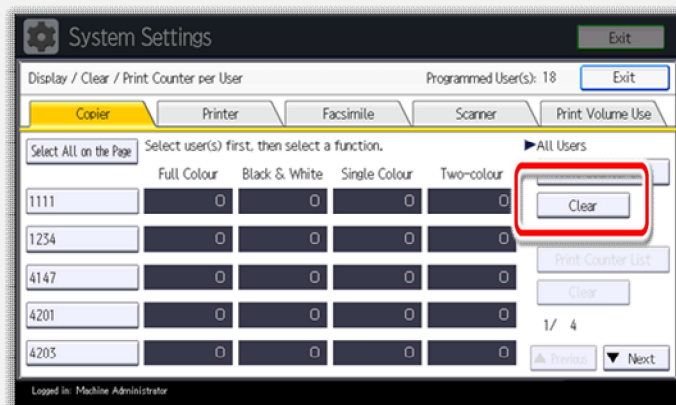 System Settings
Exit
Display / Clear / Print Counter per User
Programmed User(s): 18
Exit
Copier
Printer
Facsimile
Scanner
Print Volume Use
Select All on the Page
Select user(s) first, then select a function.
▶All Users
Full Colour
Black & White
Single Colour
Two-colour
1111
0
0
0
0
Clear
1234
0
0
0
0
4147
0
0
0
0
Print Counter List
Clear
4201
0
0
0
0
1/ 4
4203
0
0
0
0
▲ Previous
▼ Next
Logged in: Machine Administrator